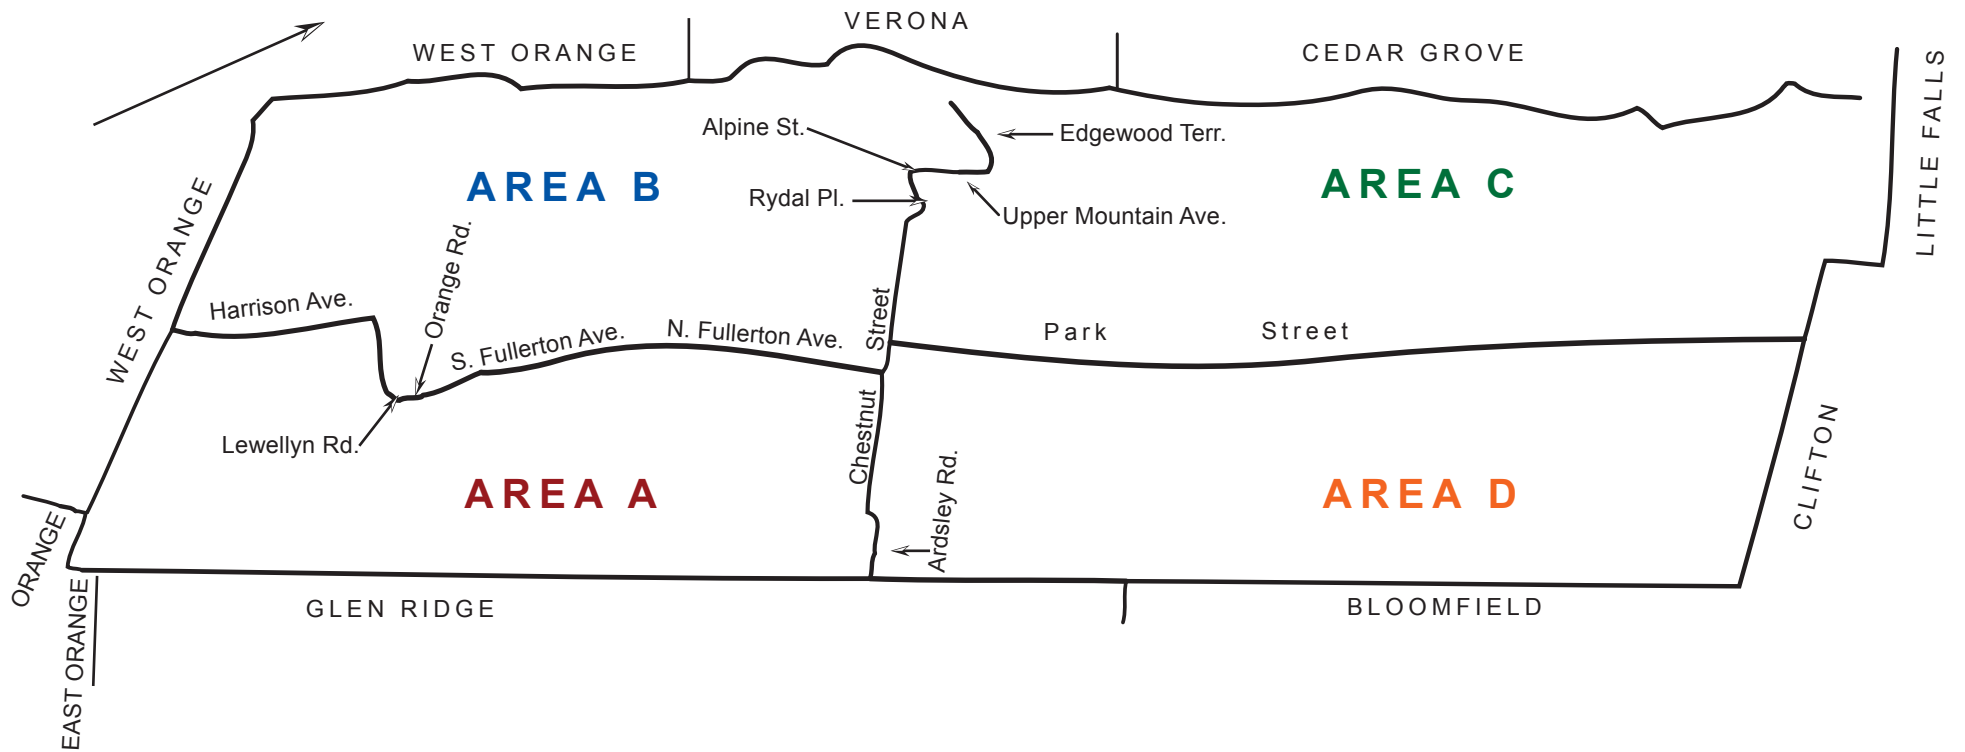 VERONA
WEST ORANGE
CEDAR GROVE
LITTLE FALLS
Alpine St.
Edgewood Terr.
AREA B
AREA C
Rydal Pl.
Upper Mountain Ave.
WEST ORANGE
Harrison Ave.
Orange Rd.
S. Fullerton Ave.
N. Fullerton Ave.
Street
Park Street
Chestnut
Lewellyn Rd.
AREA A
Ardsley Rd.
AREA D
CLIFTON
ORANGE
EAST ORANGE
GLEN RIDGE
BLOOMFIELD